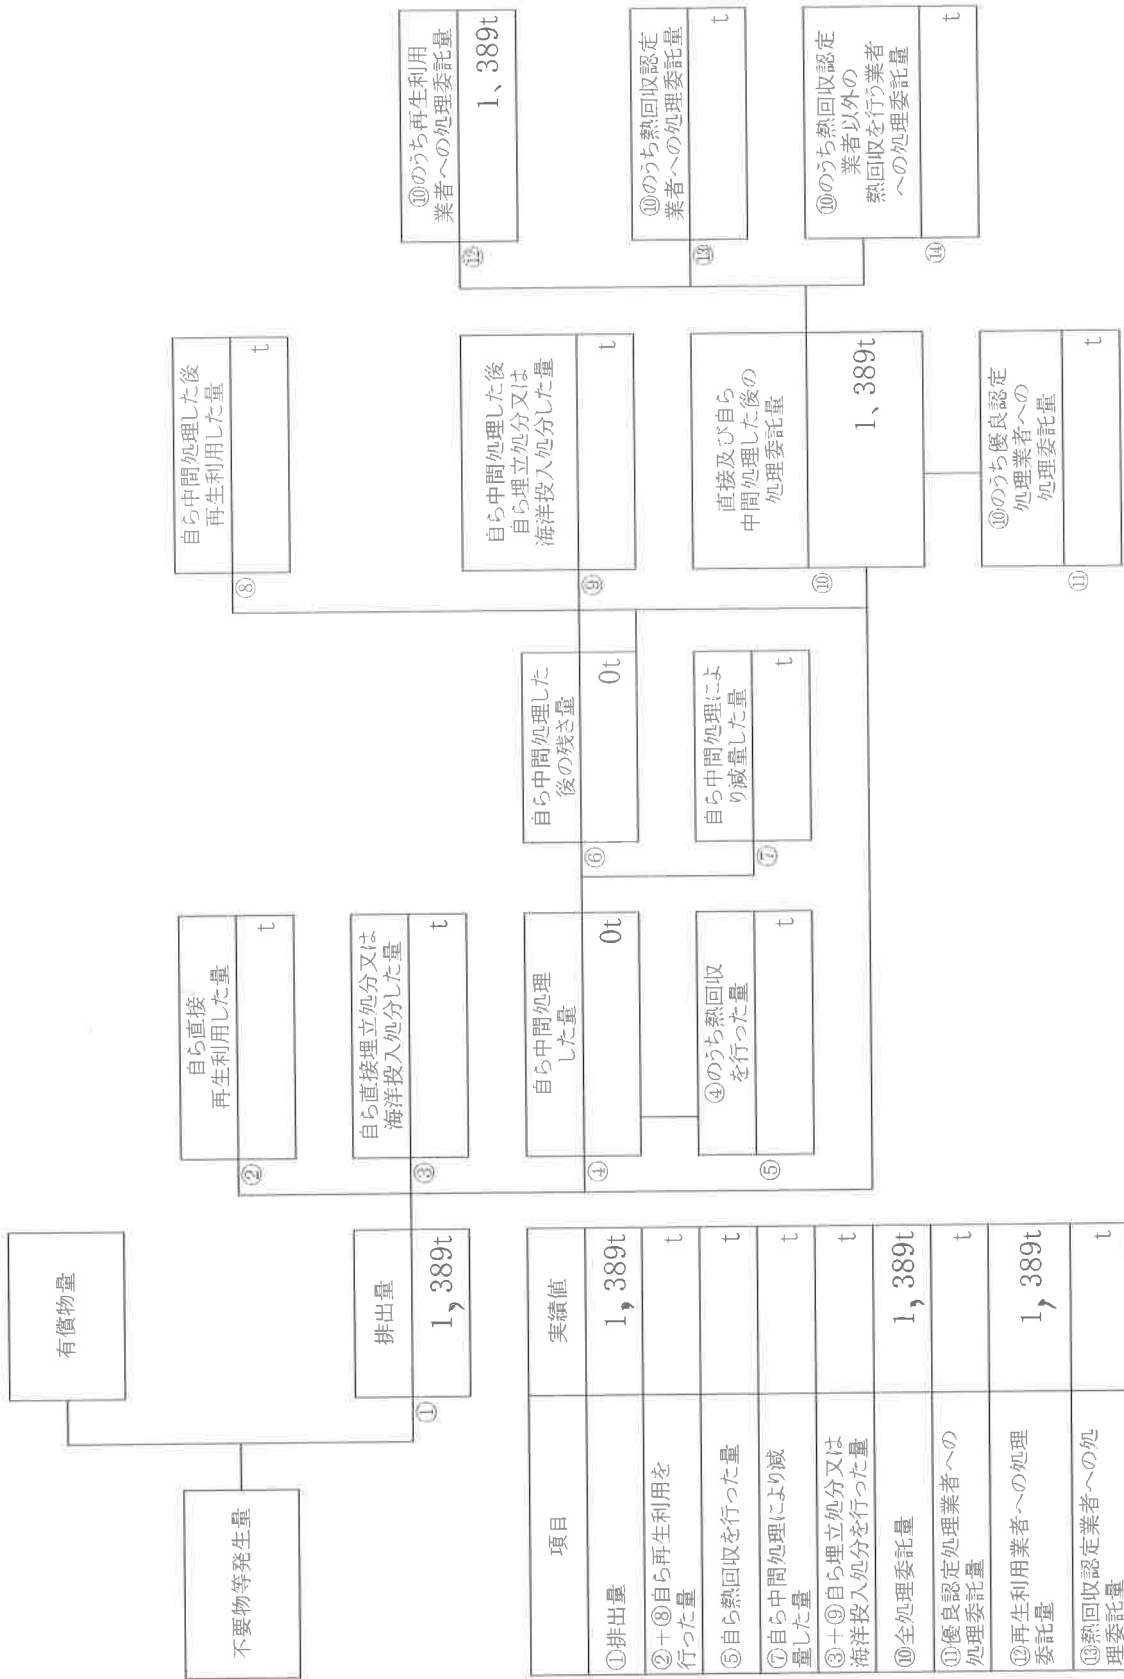 不要物等発生量
有償物量
①
排出量
1,389t
②
自ら直接
再生利用した量
t
③
自ら直接埋立処分又は
海洋投入処分した量
t
④
自ら中間処理
した量
0t
⑤
④のうち熱回収
を行った量
t
⑥
自ら中間処理した
後の残さ量
0t
⑦
自ら中間処理によ
り減量した量
t
⑧
自ら中間処理した後
再生利用した量
t
⑨
自ら中間処理した後
自ら埋立処分又は
海洋投入処分した量
t
⑩
直接及び自ら
中間処理した後の
処理委託量
1、389t
⑪
⑩のうち優良認定
処理業者への
処理委託量
t
⑫
⑩のうち再生利用
業者への処理委託量
1、389t
⑬
⑩のうち熱回収認定
業者への処理委託量
t
⑭
⑩のうち熱回収認定
業者以外の
熱回収を行う業者
への処理委託量
t
項目 実績値
①排出量 1,389t
②+⑧自ら再生利用を
行った量 t
⑤自ら熱回収を行った量 t
⑦自ら中間処理により減
量した量 t
③+⑨自ら埋立処分又は
海洋投入処分を行った量 t
⑩全処理委託量 1,389t
⑪優良認定処理業者への
処理委託量 t
⑫再生利用業者への処理
委託量 1,389t
⑬熱回収認定業者への処
理委託量 t